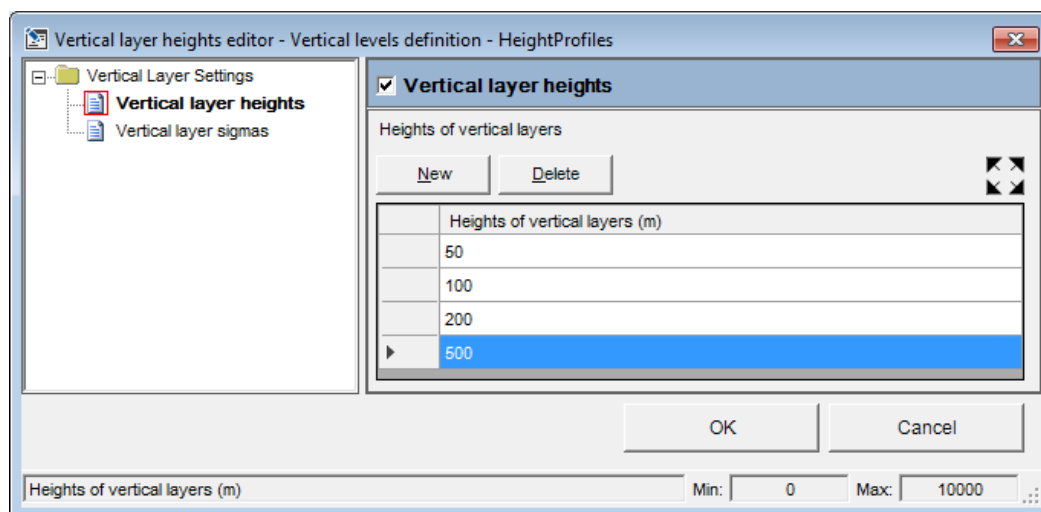 Vertical layer heights editor - Vertical levels definition - HeightProfiles
Vertical Layer Settings
Vertical layer heights
Vertical layer sigmas
Vertical layer heights
Heights of vertical layers
New
Delete
Heights of vertical layers (m)
50
100
200
500
OK
Cancel
Heights of vertical layers (m)
Min:
0
Max:
10000